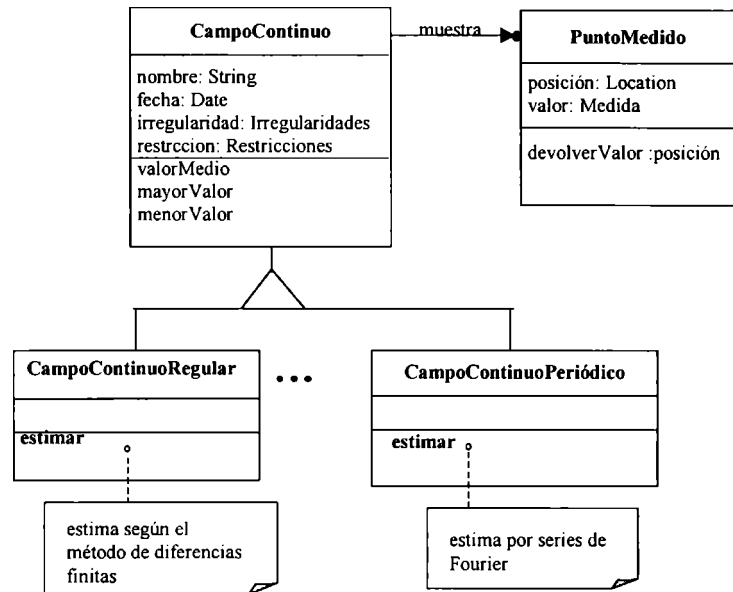 CampoContinuo
nombre: String
fecha: Date
irregularidad: Irregularidades
restrccion: Restricciones
valorMedio
mayorValor
menorValor
muestra
PuntoMedido
posición: Location
valor: Medida
devolverValor :posición
CampoContinuoRegular
estimar
estima según el
método de diferencias
finitas
...
CampoContinuoPeriódico
estimar
estima por series de
Fourier